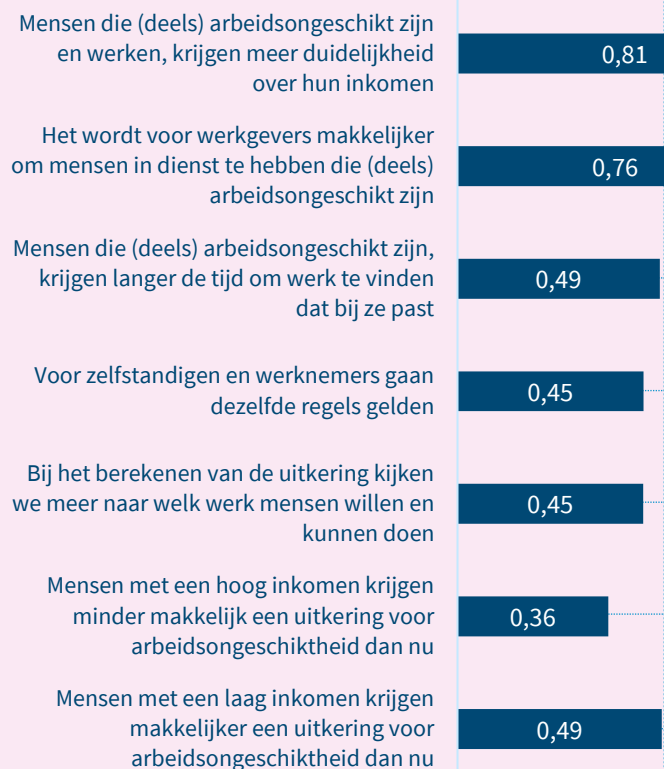 Mensen die (deels) arbeidsongeschikt zijn
en werken, krijgen meer duidelijkheid
over hun inkomen
0,81
Het wordt voor werkgevers makkelijker
om mensen in dienst te hebben die (deels)
arbeidsongeschikt zijn
0,76
Mensen die (deels) arbeidsongeschikt zijn,
krijgen langer de tijd om werk te vinden
dat bij ze past
0,49
Voor zelfstandigen en werknemers gaan
dezelfde regels gelden
0,45
Bij het berekenen van de uitkering kijken
we meer naar welk werk mensen willen en
kunnen doen
0,45
Mensen met een hoog inkomen krijgen
minder makkelijk een uitkering voor
arbeidsongeschiktheid dan nu
0,36
Mensen met een laag inkomen krijgen
makkelijker een uitkering voor
arbeidsongeschiktheid dan nu
0,49